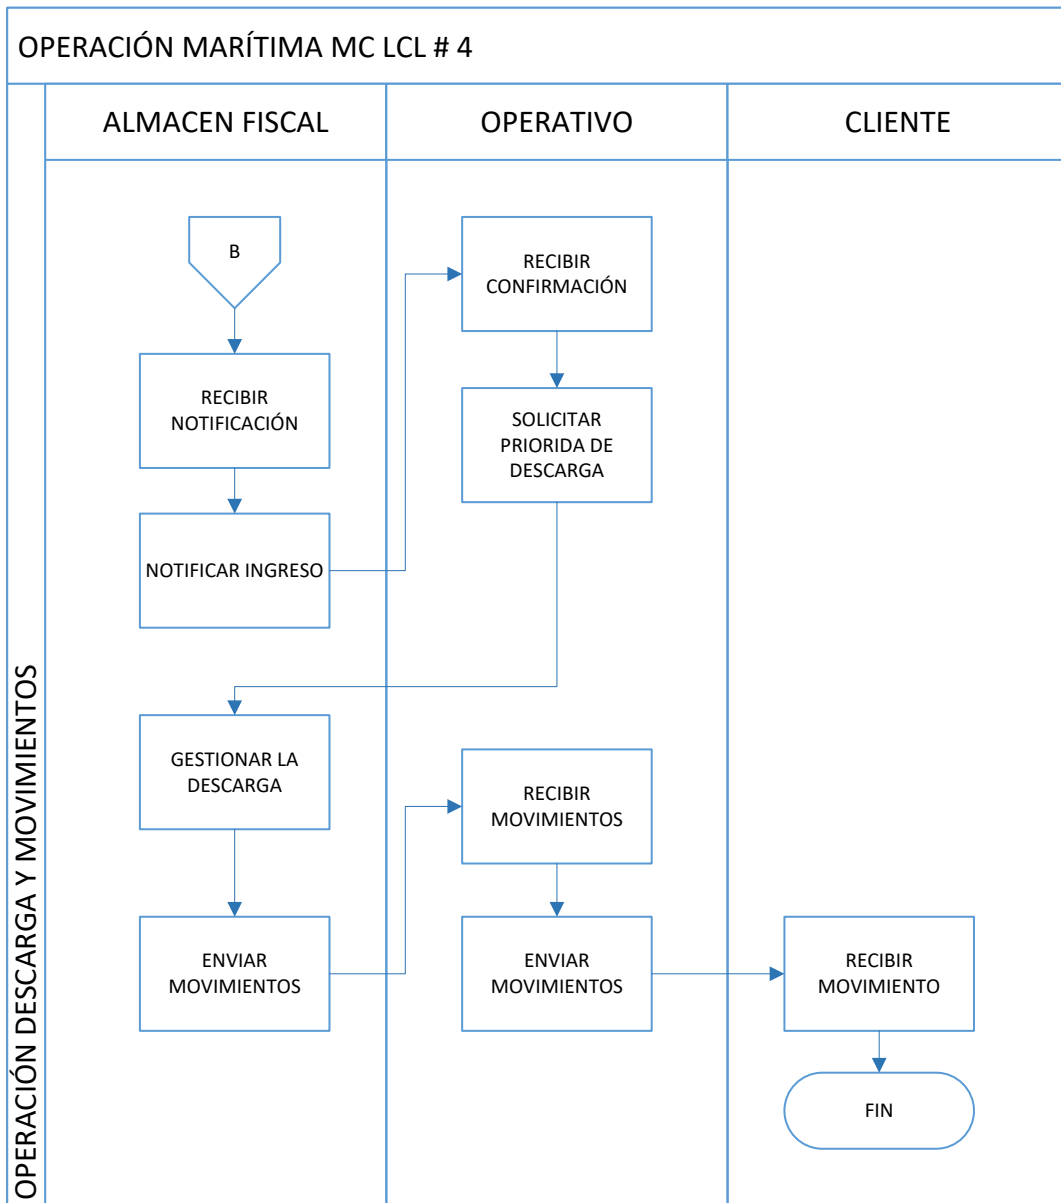 OPERACIÓN MARÍTIMA MC LCL # 4
OPERACIÓN DESCARGA Y MOVIMIENTOS
ALMACEN FISCAL
OPERATIVO
CLIENTE
B
RECIBIR
NOTIFICACIÓN
NOTIFICAR INGRESO
RECIBIR
CONFIRMACIÓN
SOLICITAR
PRIORIDA DE
DESCARGA
GESTIONAR LA
DESCARGA
ENVIAR
MOVIMIENTOS
RECIBIR
MOVIMIENTOS
ENVIAR
MOVIMIENTOS
RECIBIR
MOVIMIENTO
FIN